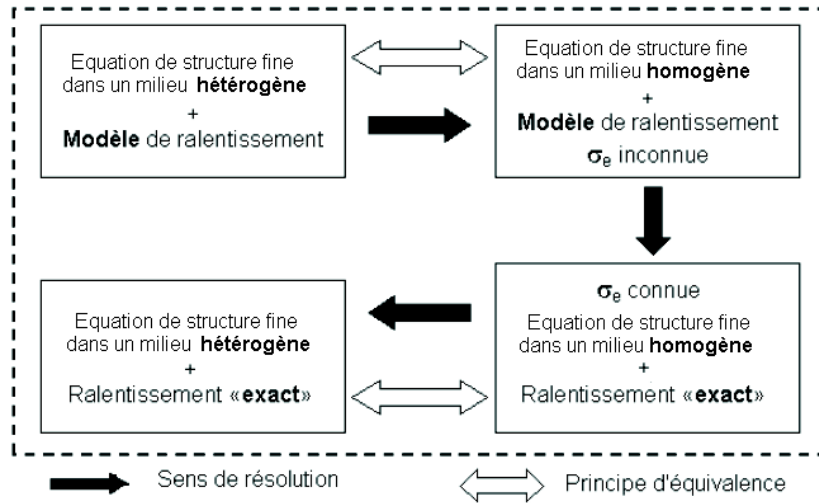 Equation de structure fine
dans un milieu hétérogène
+
Modèle de ralentissement
Equation de structure fine
dans un milieu homogène
+
Modèle de ralentissement
σe inconnue
σe connue
Equation de structure fine
dans un milieu homogène
+
Ralentissement «exact»
Equation de structure fine
dans un milieu hétérogène
+
Ralentissement «exact»
Sens de résolution
Principe d'équivalence